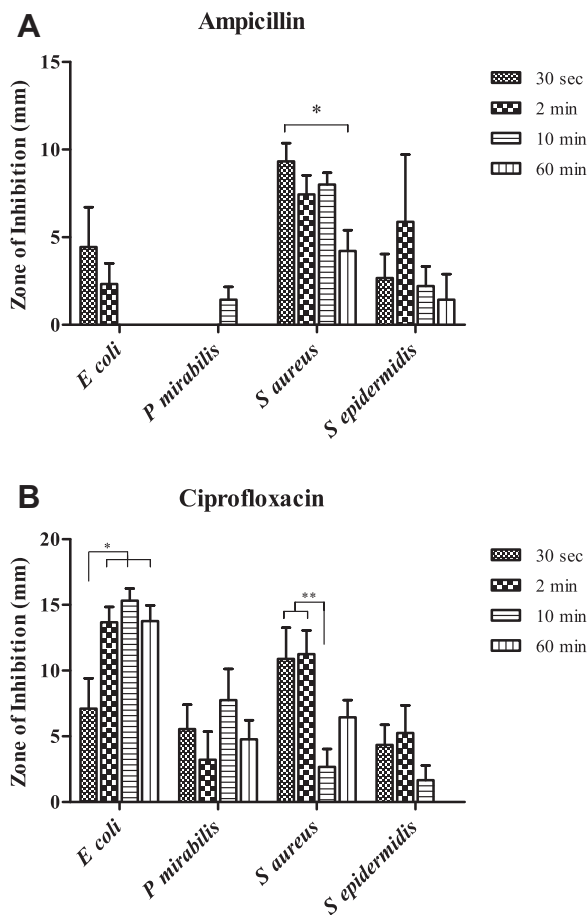 A
Ampicillin
Zone of Inhibition (mm)
15
10
5
0
*
30 sec
2 min
10 min
60 min
E coli
P mirabilis
S aureus
S epidermidis
B
Ciprofloxacin
Zone of Inhibition (mm)
20
15
10
5
0
*
**
30 sec
2 min
10 min
60 min
E coli
P mirabilis
S aureus
S epidermidis